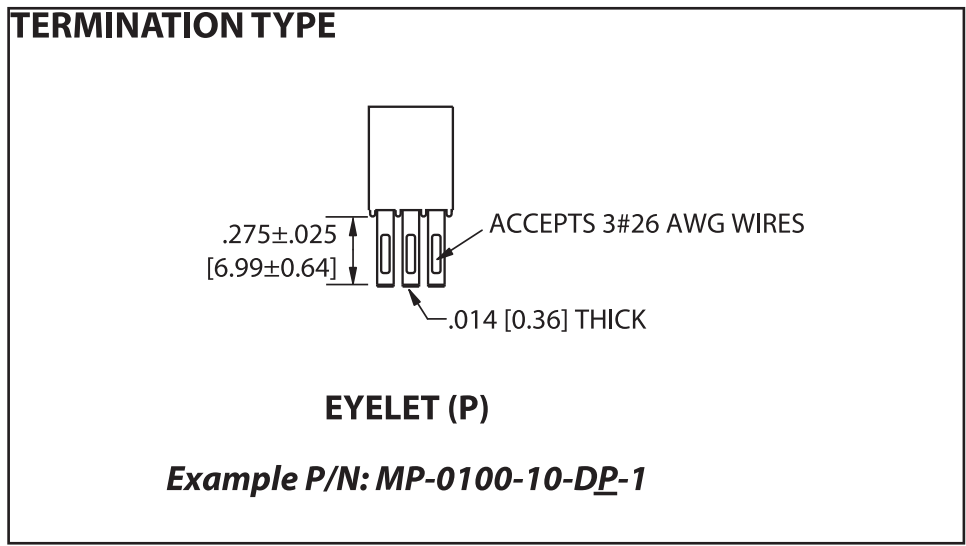 TERMINATION TYPE
.275±.025
[6.99±0.64]
ACCEPTS 3#26 AWG WIRES
.014 [0.36] THICK
EYELET (P)
Example P/N: MP-0100-10-DP-1